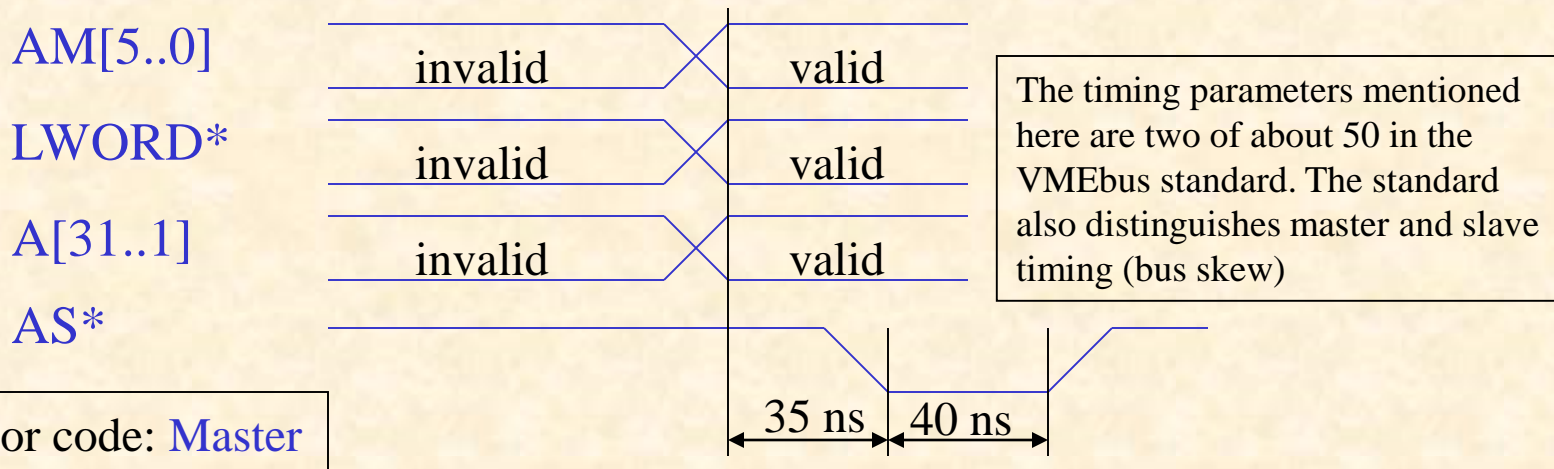 AM[5..0]
invalid
valid
LWORD*
invalid
valid
A[31..1]
invalid
valid
AS*
35 ns
40 ns
The timing parameters mentioned
here are two of about 50 in the
VMEbus standard. The standard
also distinguishes master and slave
timing (bus skew)
or code: Master